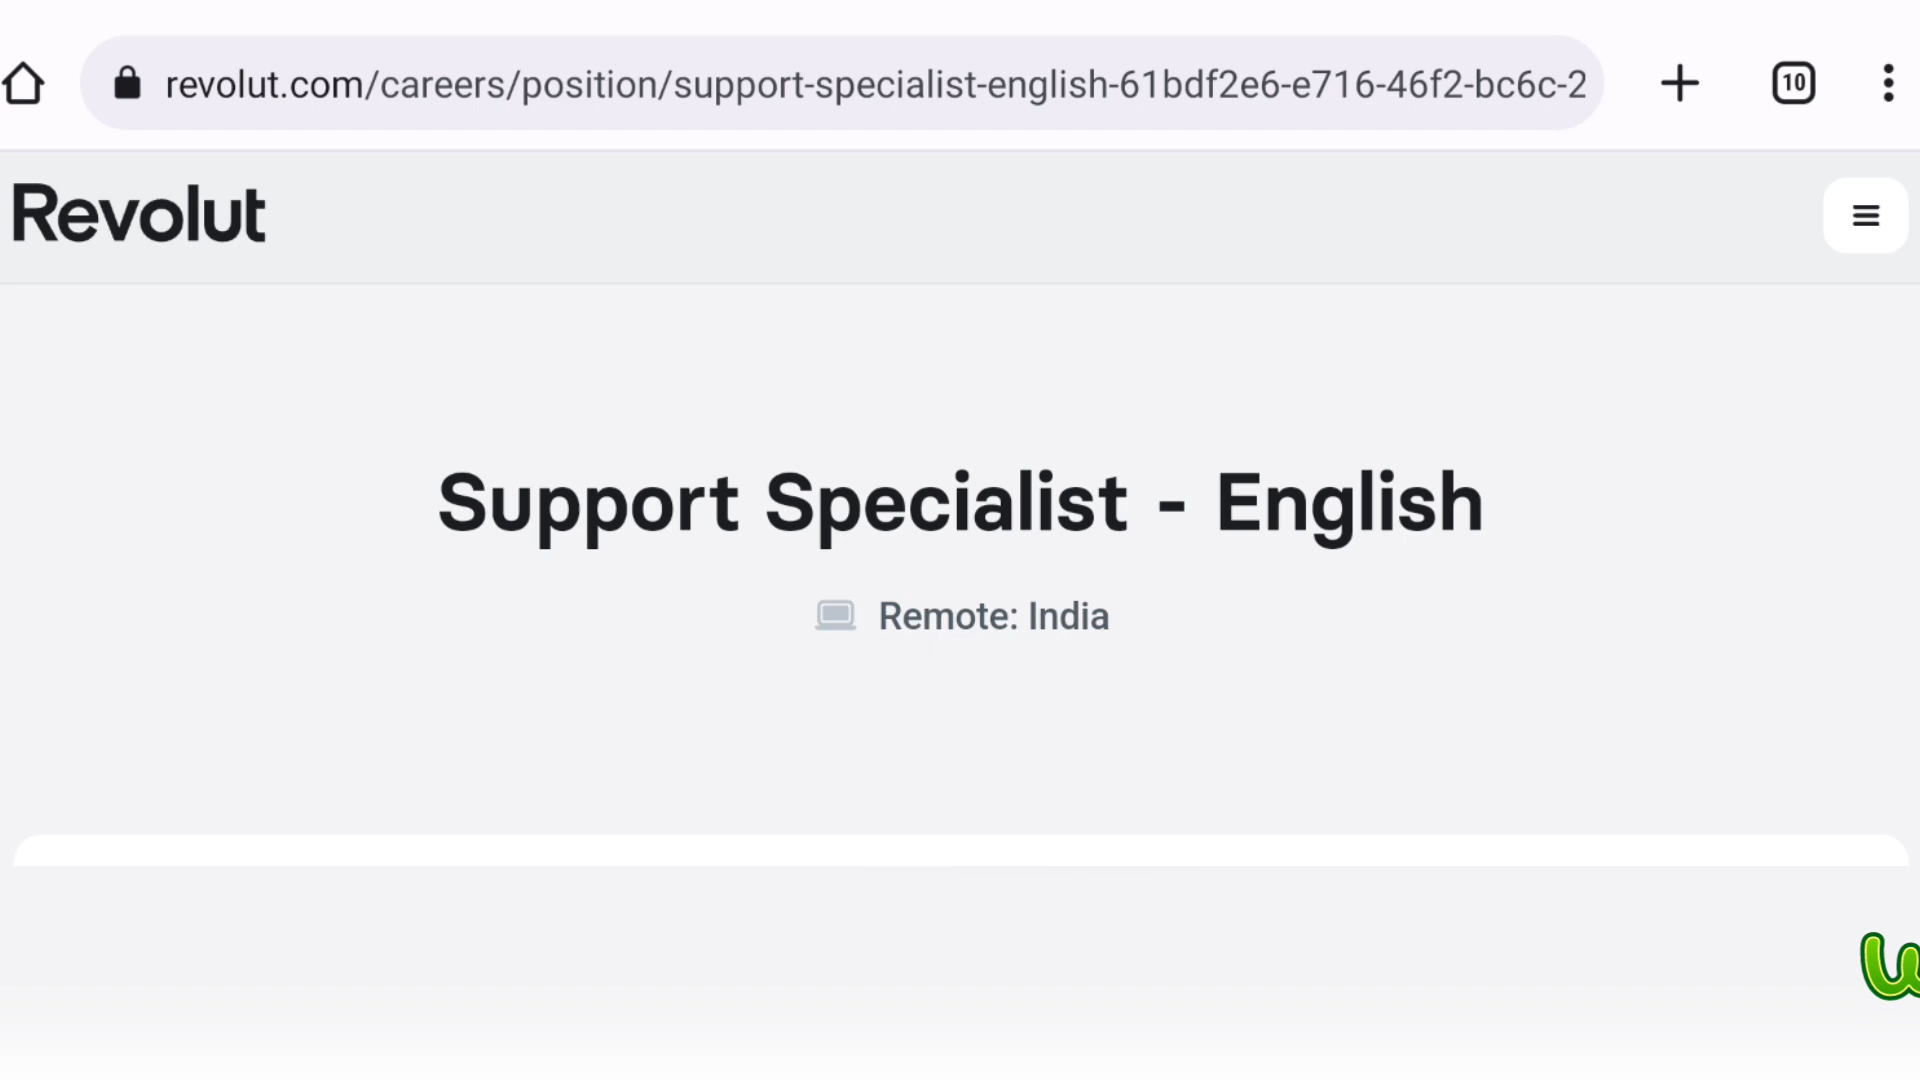 revolut.com/careers/position/support-specialist-english-61bdf2e6-e716-46f2-bc6c-2
10
Revolut
Support Specialist - English
Remote: India